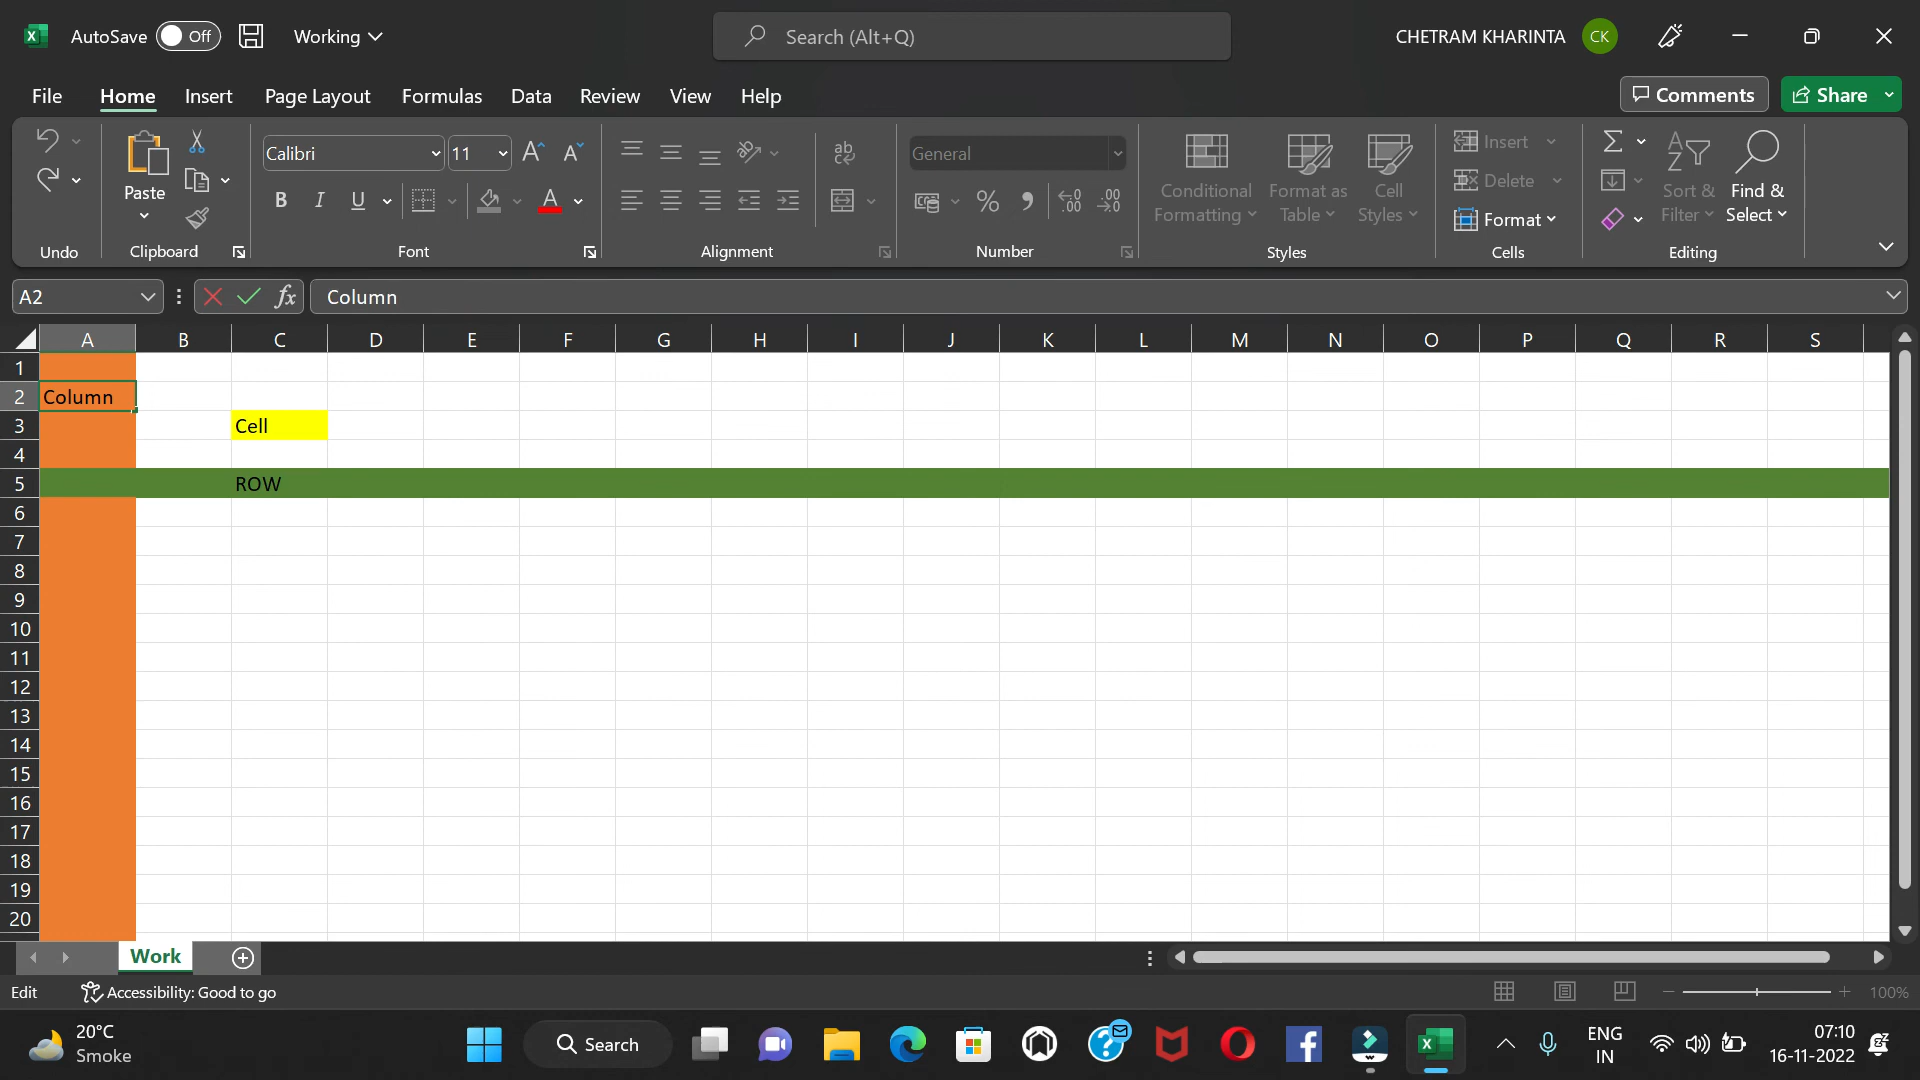 AutoSave Off Working Search (Alt+Q) CHETRAM KHARINTA CK
File Home Insert Page Layout Formulas Data Review View Help Comments Share
Paste Calibri 11 B I U A General % Conditional Formatting Format as Table Cell Styles Insert Delete Format Sort & Filter Find & Select
Undo Clipboard Font Alignment Number Styles Cells Editing
A2 fx Column
A B C D E F G H I J K L M N O P Q R S
1
2 Column
3 Cell
4
5 ROW
6
7
8
9
10
11
12
13
14
15
16
17
18
19
20
Work
Edit Accessibility: Good to go 100%
20°C Search ENG 07:10
Smoke IN 16-11-2022